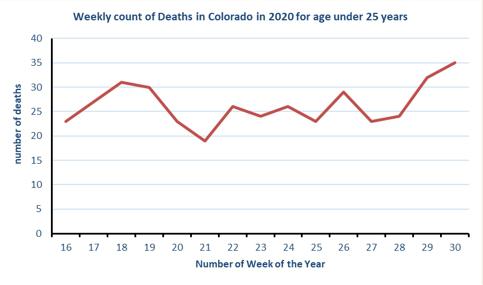 Weekly count of Deaths in Colorado in 2020 for age under 25 years
number of deaths
40
35
30
25
20
15
10
5
0
16 17 18 19 20 21 22 23 24 25 26 27 28 29 30
Number of Week of the Year